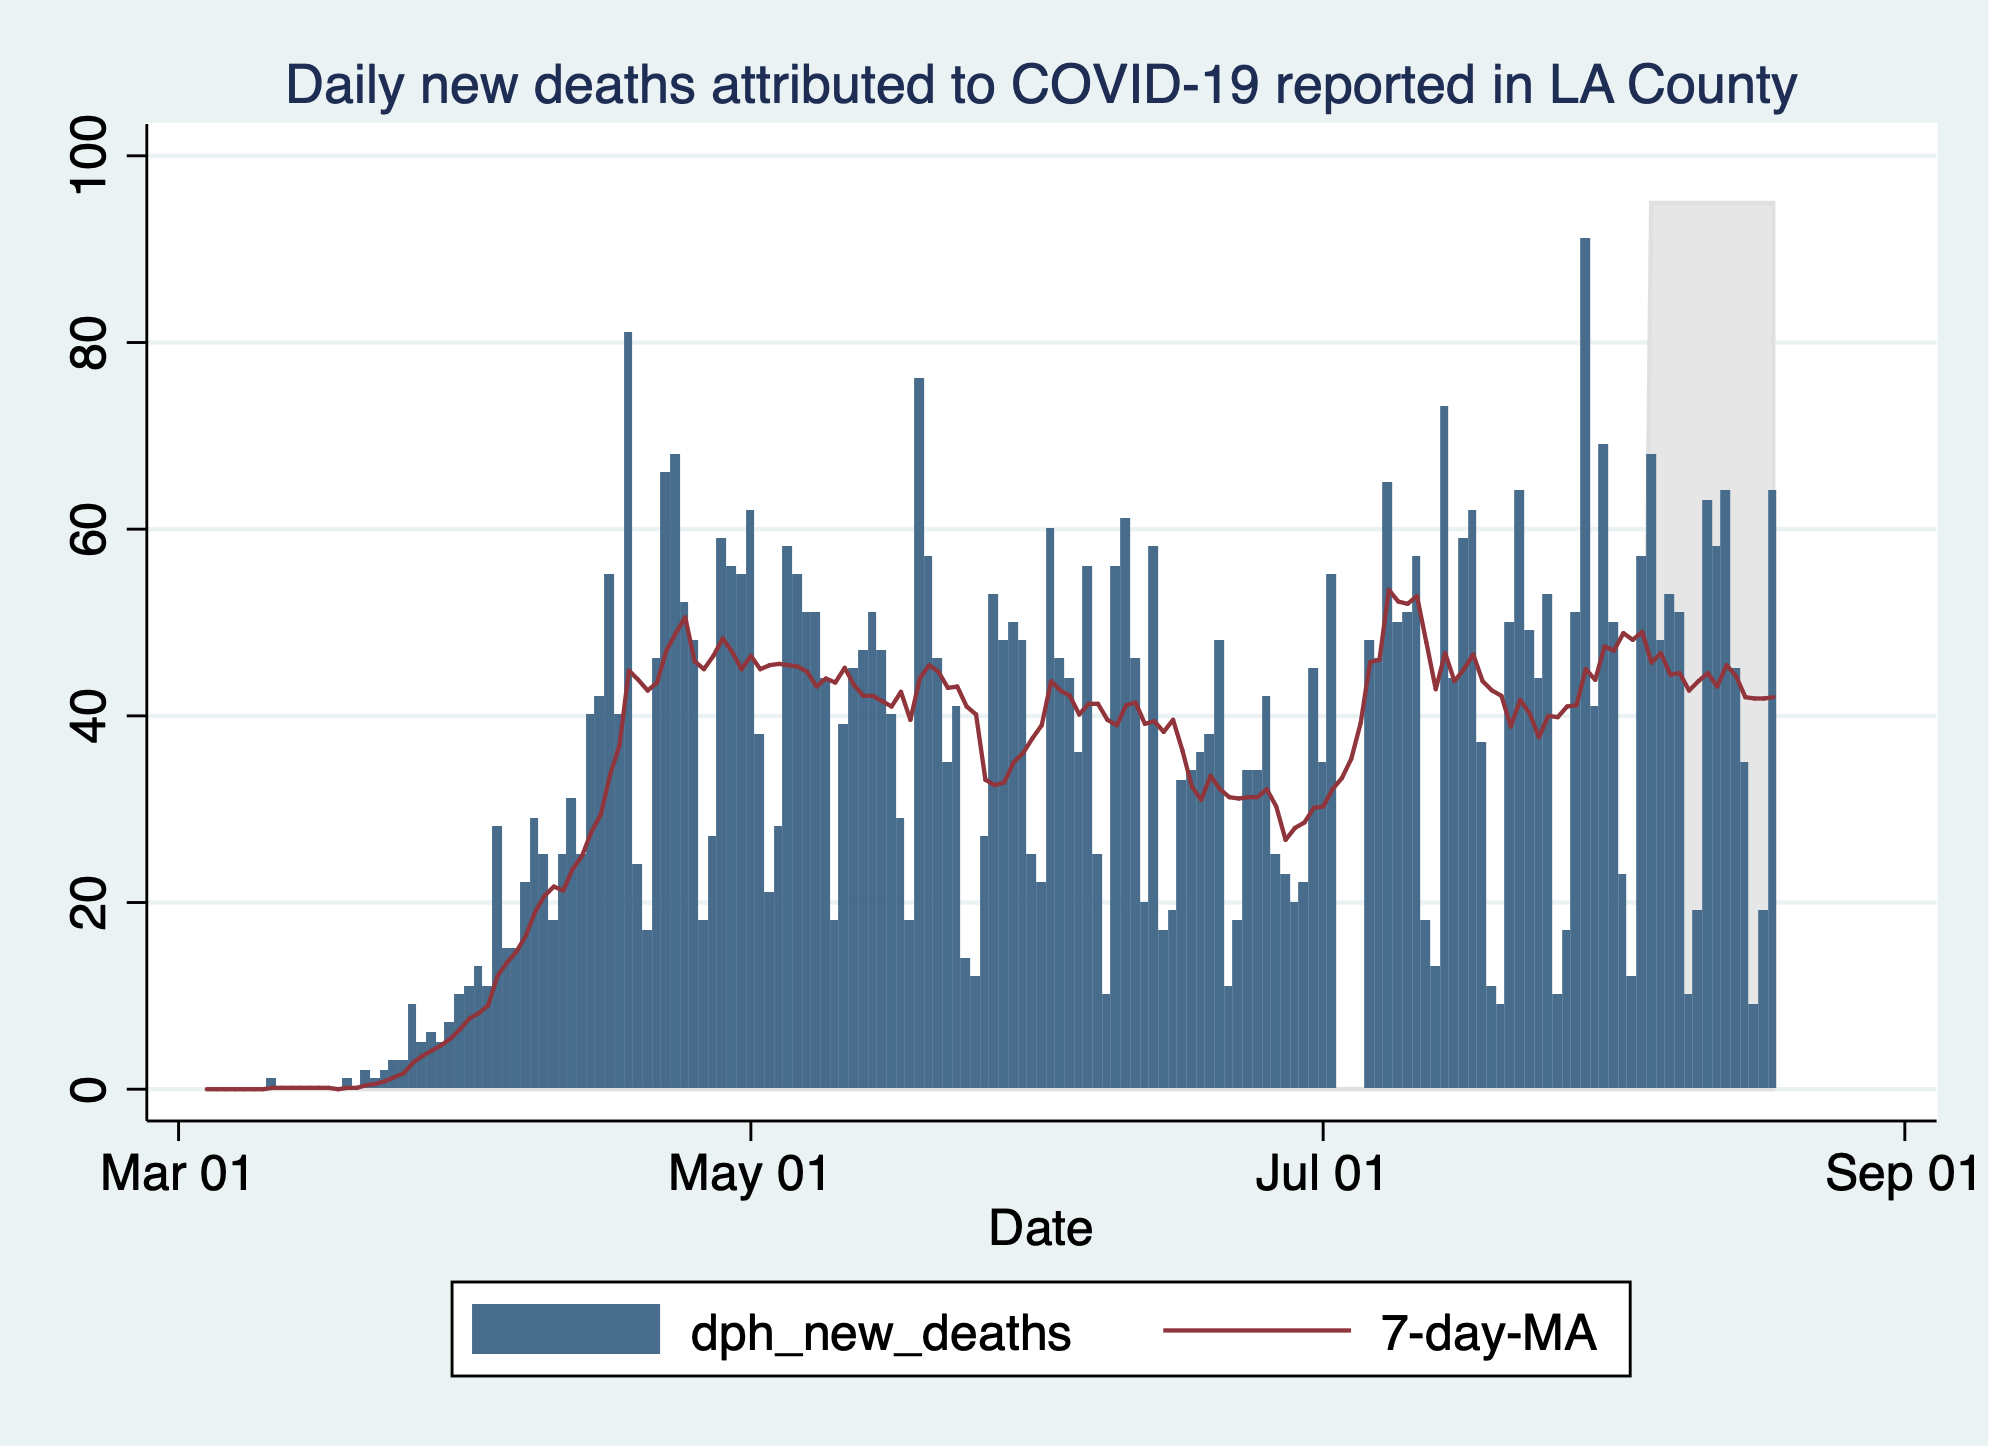 Daily new deaths attributed to COVID-19 reported in LA County
100
80
60
40
20
0
Mar 01 May 01 Jul 01 Sep 01
Date
dph_new_deaths 7-day-MA